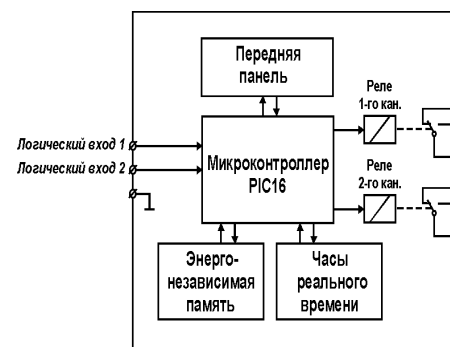 Передняя
панель
Реле
1-го кан.
Логический вход 1
Логический вход 2
Микроконтроллер
PIC16
Реле
2-го кан.
Энерго-
независимая
память
Часы
реального
времени